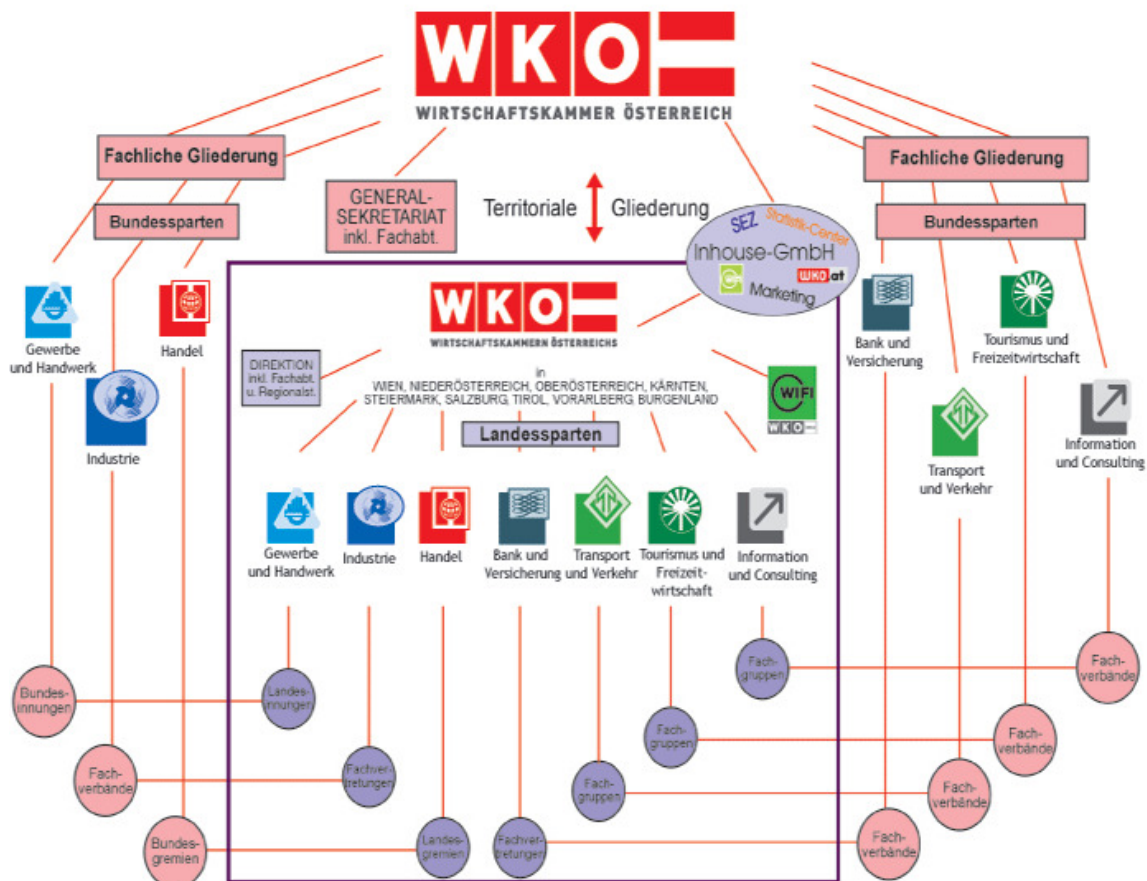 WKO
WIRTSCHAFTSKAMMER ÖSTERREICH
Fachliche Gliederung
Bundessparten
GENERAL-
SEKRETARIAT
inkl. Fachabt.
Territoriale
Gliederung
Fachliche Gliederung
Bundessparten
SEZ
Statistik-Center
Inhouse-GmbH
WKO.at
Marketing
Gewerbe
und Handwerk
Handel
Industrie
Bank und
Versicherung
Tourismus und
Freizeitwirtschaft
Transport
und Verkehr
Information
und Consulting
WKO
WIRTSCHAFTSKAMMERN ÖSTERREICHS
DIREKTION
inkl. Fachabt.
u. Regionalst.
in
WIEN, NIEDERÖSTERREICH, OBERÖSTERREICH, KÄRNTEN,
STEIERMARK, SALZBURG, TIROL, VORARLBERG, BURGENLAND
WIFI
WKO
Landessparten
Gewerbe
und Handwerk
Industrie
Handel
Bank und
Versicherung
Transport
und Verkehr
Tourismus und
Freizeit-
wirtschaft
Information
und Consulting
Bundes-
innungen
Landes-
innungen
Fach-
gruppen
Fach-
verbände
Fach-
gruppen
Fach-
verbände
Fach-
verbände
Fachver-
tretungen
Fach-
gruppen
Fach-
verbände
Bundes-
gremien
Landes-
gremien
Fachver-
tretungen
Fach-
verbände